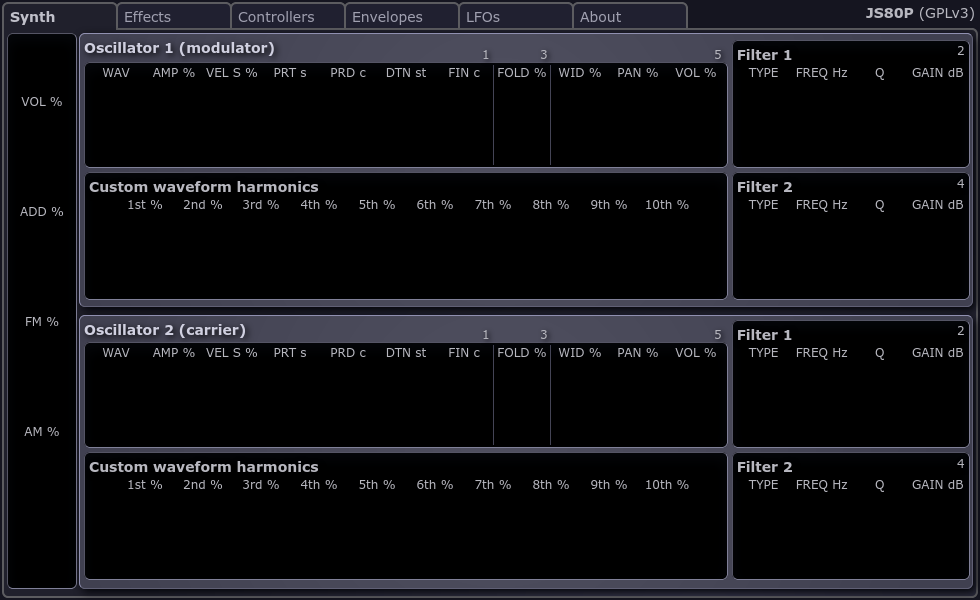 Synth Effects Controllers Envelopes LFOs About JS80P (GPLv3)
VOL %
ADD %
FM %
AM %
Oscillator 1 (modulator) 1 3 5
WAV AMP % VEL S % PRT s PRD c DTN st FIN c FOLD % WID % PAN % VOL %
Filter 1 2
TYPE FREQ Hz Q GAIN dB
Custom waveform harmonics
1st % 2nd % 3rd % 4th % 5th % 6th % 7th % 8th % 9th % 10th %
Filter 2 4
TYPE FREQ Hz Q GAIN dB
Oscillator 2 (carrier) 1 3 5
WAV AMP % VEL S % PRT s PRD c DTN st FIN c FOLD % WID % PAN % VOL %
Filter 1 2
TYPE FREQ Hz Q GAIN dB
Custom waveform harmonics
1st % 2nd % 3rd % 4th % 5th % 6th % 7th % 8th % 9th % 10th %
Filter 2 4
TYPE FREQ Hz Q GAIN dB